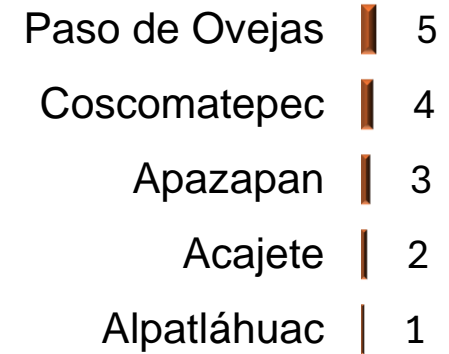 Paso de Ovejas 5
Coscomatepec 4
Apazapan 3
Acajete 2
Alpatláhuac 1